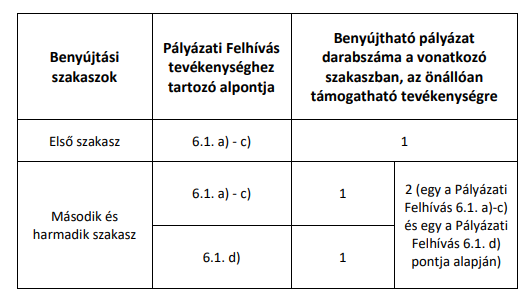 Benyújtási
szakaszok
Pályázati Felhívás
tevékenységhez
tartozó alpontja
Benyújtható pályázat
darabszáma a vonatkozó
szakaszban, az önállóan
támogatható tevékenységre
Első szakasz
6.1. a) - c)
1
Második és
harmadik szakasz
6.1. a) - c)
1
6.1. d)
1
2 (egy a Pályázati
Felhívás 6.1. a)-c)
és egy a Pályázati
Felhívás 6.1. d)
pontja alapján)